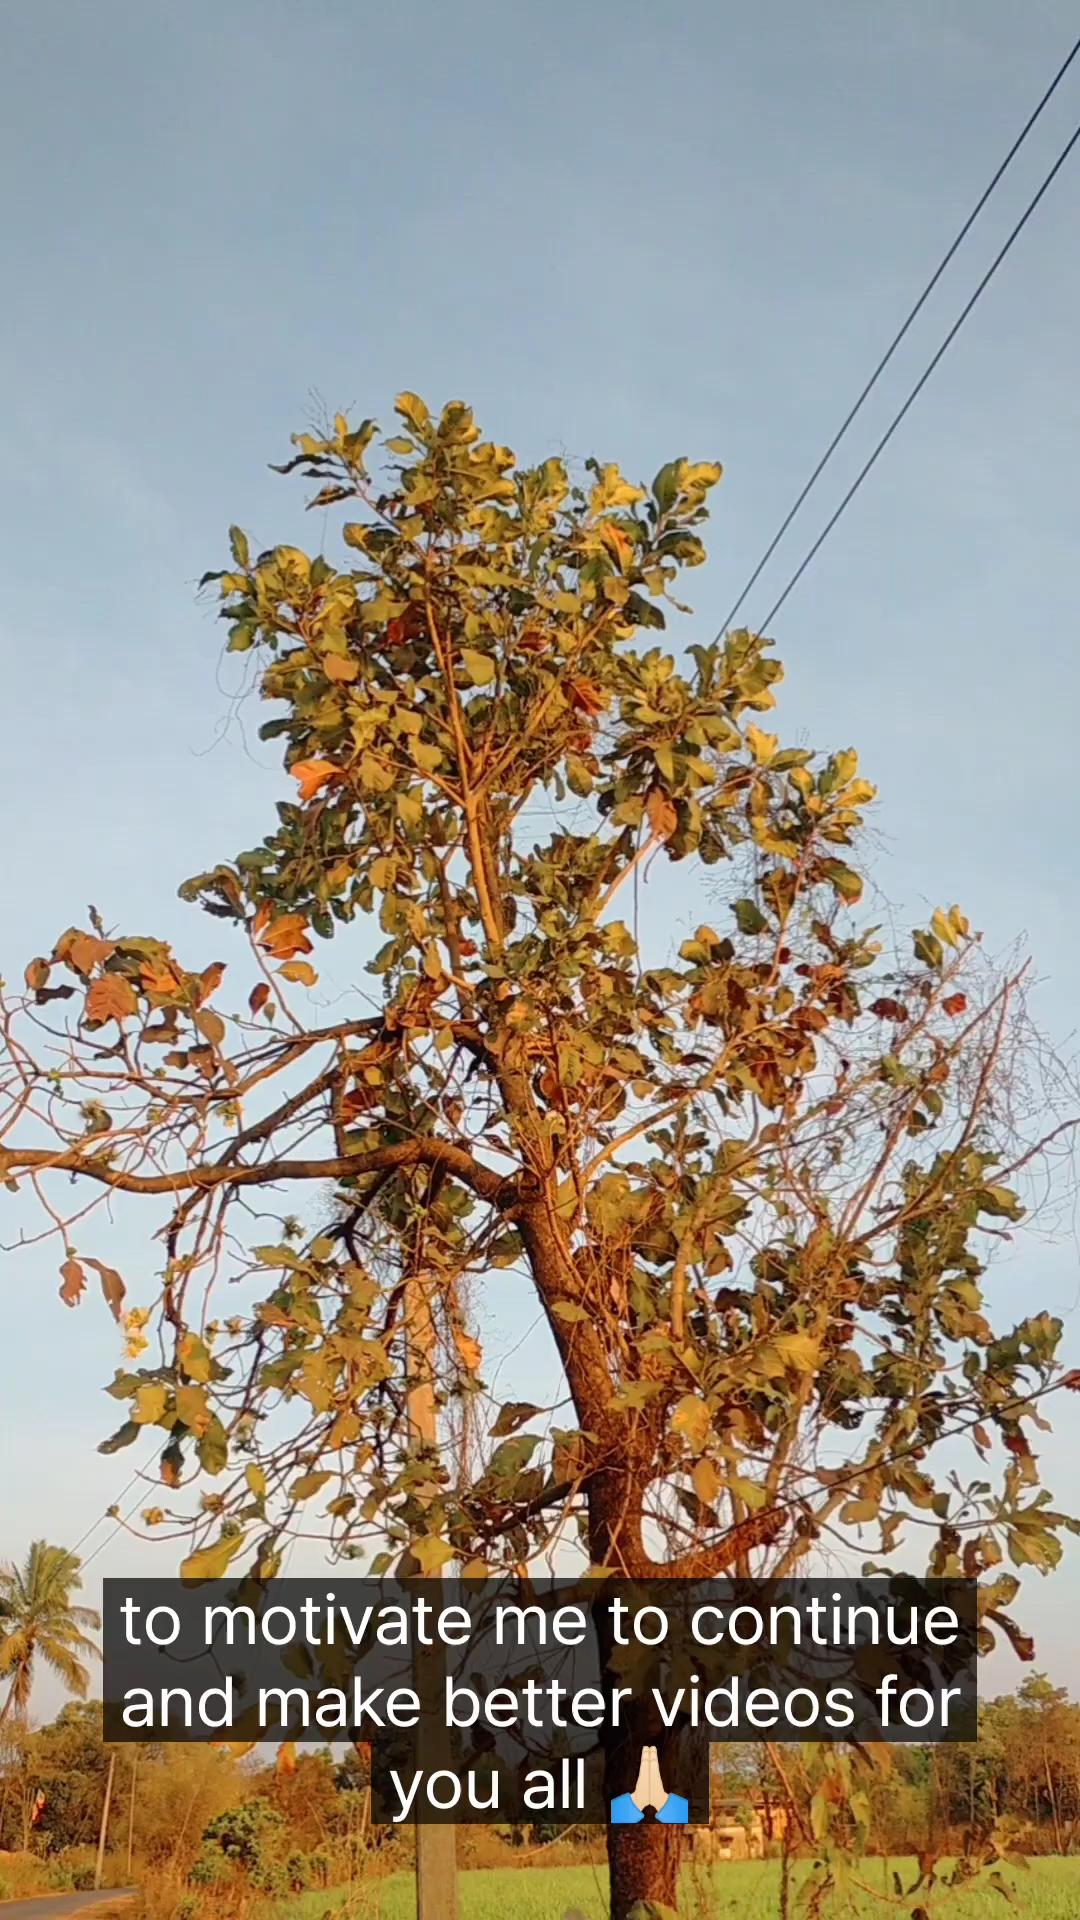 to motivate me to continue
and make better videos for
you all 🙏🏻